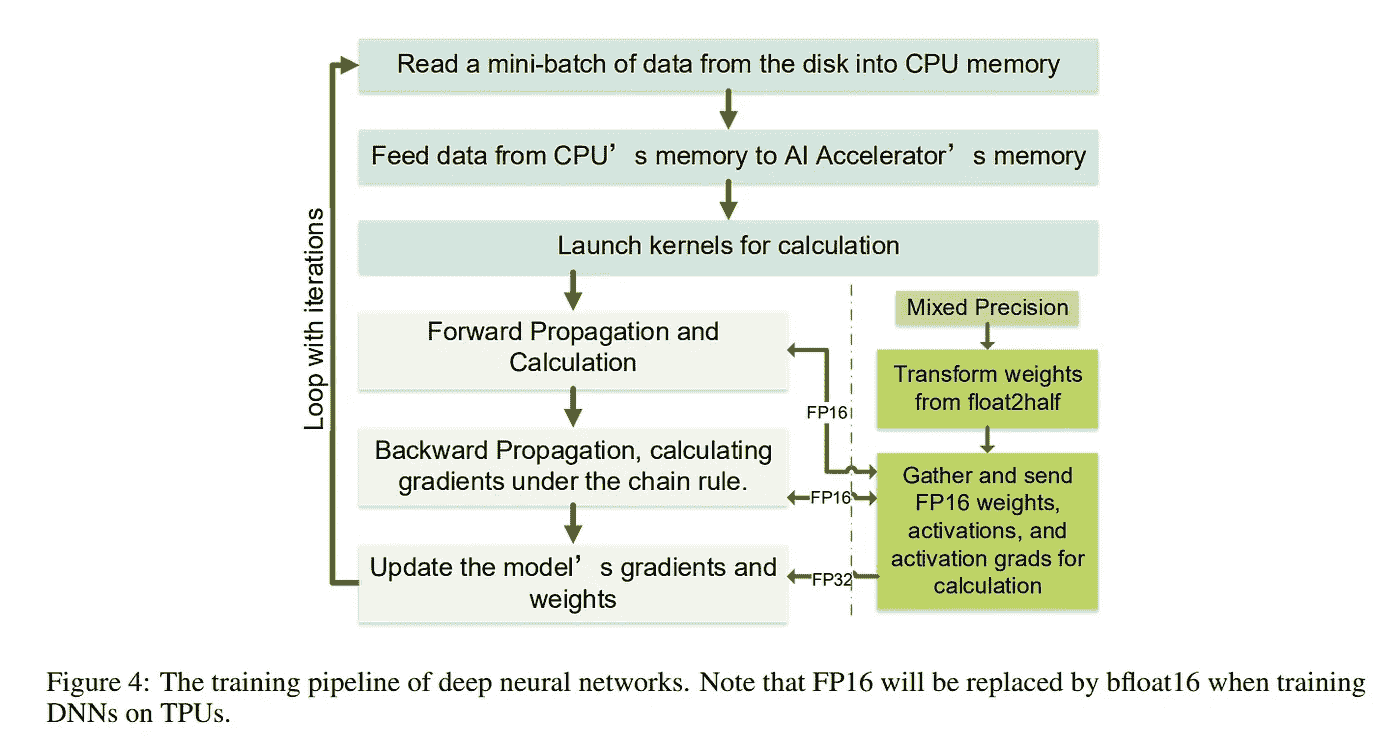 Read a mini-batch of data from the disk into CPU memory
Feed data from CPU's memory to AI Accelerator's memory
Launch kernels for calculation
Loop with iterations
Forward Propagation and
Calculation
Backward Propagation, calculating
gradients under the chain rule.
Update the model's gradients and
weights
FP16
FP16
FP32
Mixed Precision
Transform weights
from float2half
Gather and send
FP16 weights,
activations, and
activation grads for
calculation
Figure 4: The training pipeline of deep neural networks. Note that FP16 will be replaced by bfloat16 when training
DNNs on TPUs.